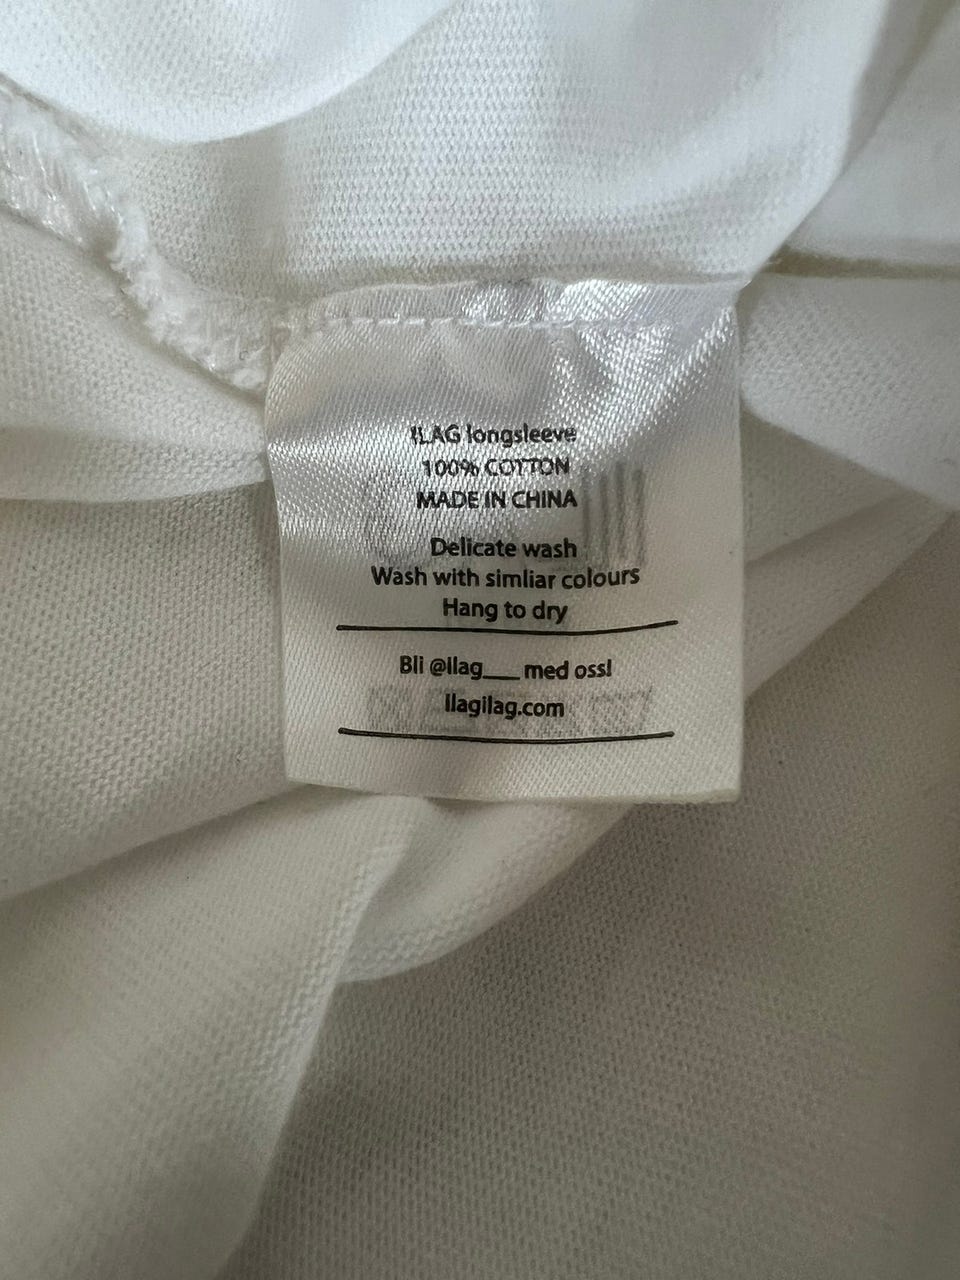 ILAG longsleeve
100% COTTON
MADE IN CHINA
Delicate wash
Wash with simliar colours
Hang to dry
Bli @Ilag___ med oss!
Ilagilag.com